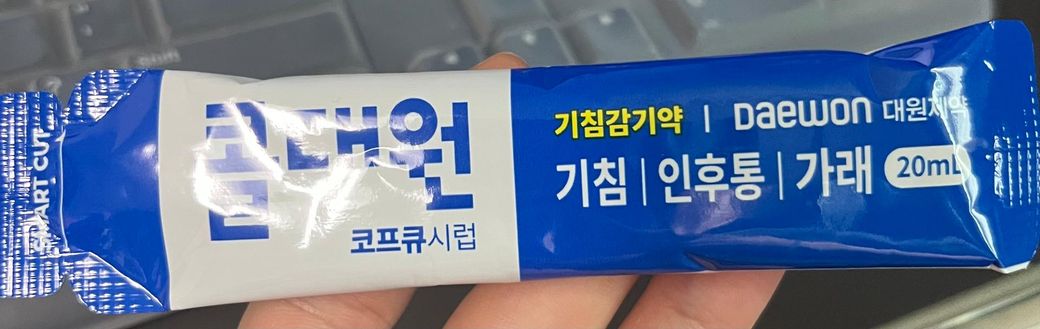 SMART CUT
콜대원
코프큐시럽
기침감기약 | Daewon 대원제약
기침 | 인후통 | 가래 20mL